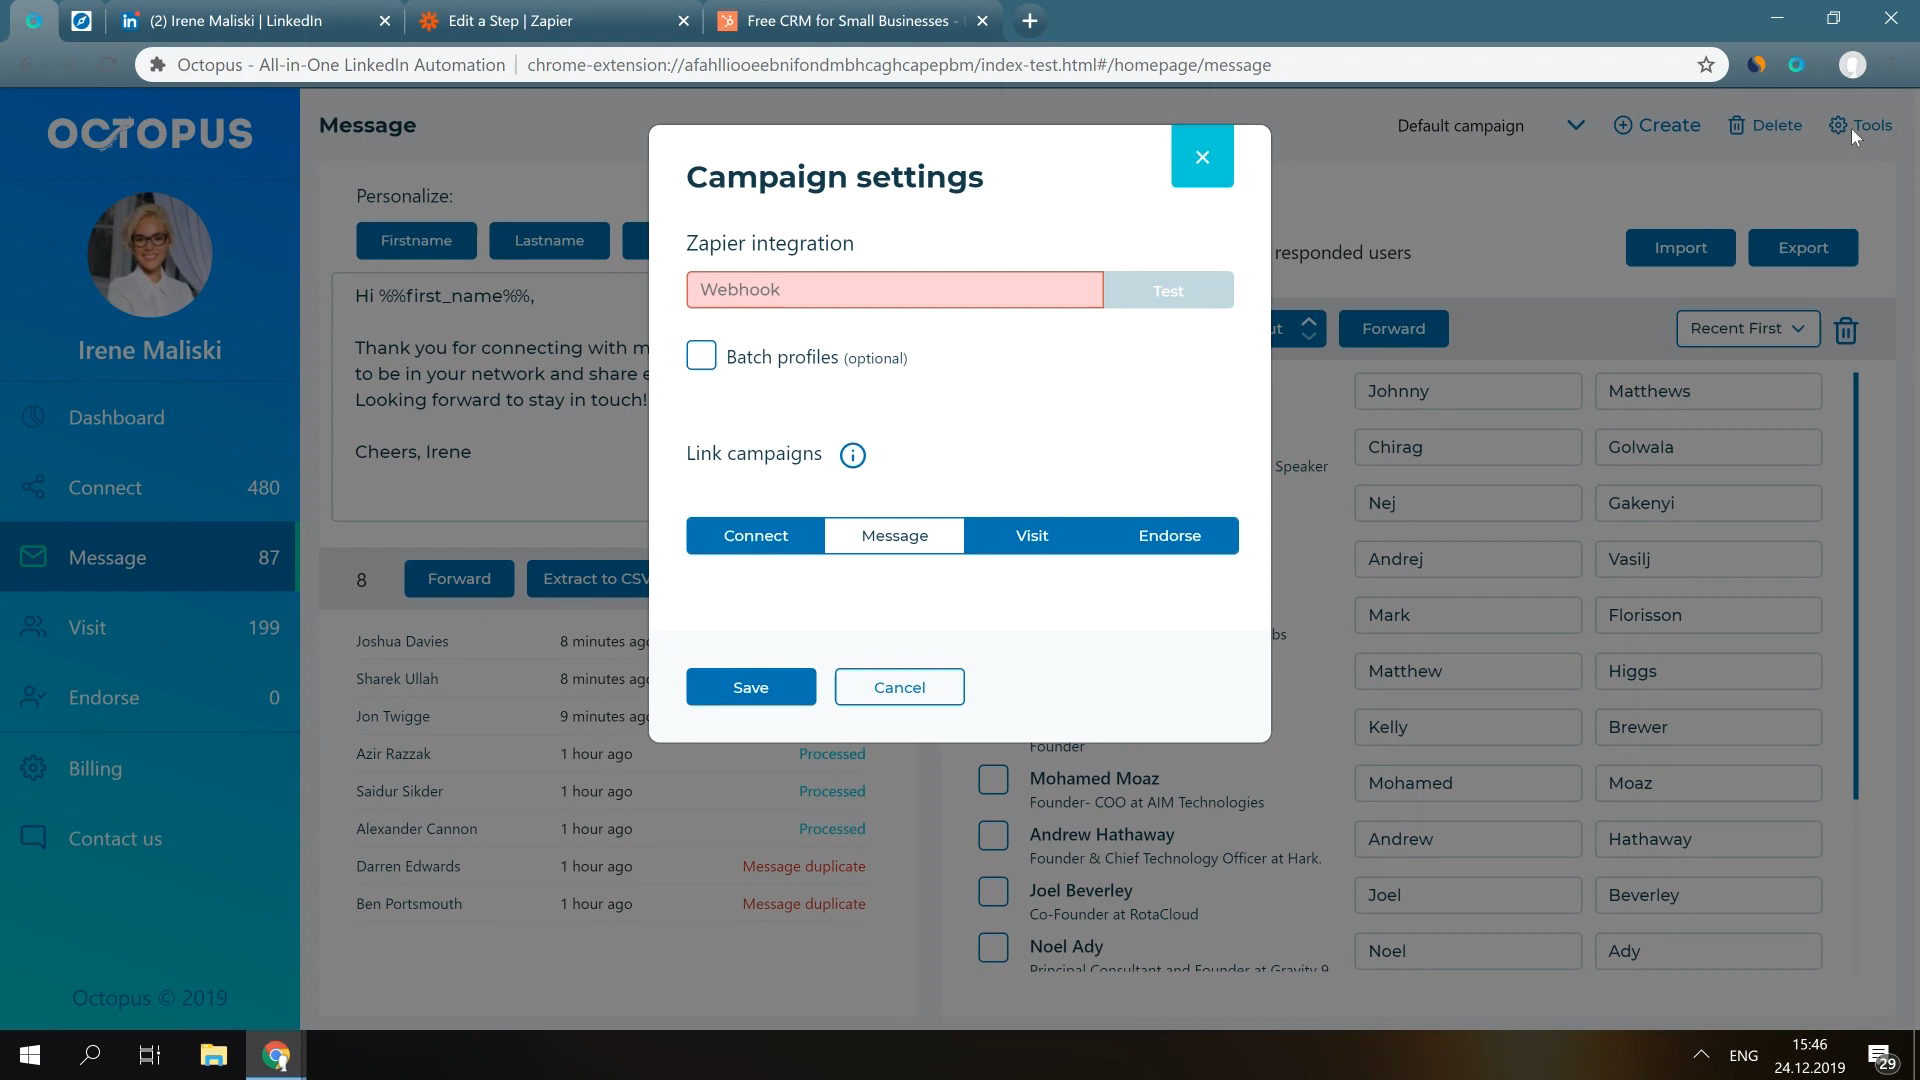 (2) Irene Maliski | LinkedIn
Edit a Step | Zapier
Free CRM for Small Businesses -
Octopus - All-in-One LinkedIn Automation
chrome-extension://afahlliooeebnifondmbhcaghcapepbm/index-test.html#/homepage/message
OCTOPUS
Irene Maliski
Dashboard
Connect 480
Message 87
Visit 199
Endorse 0
Billing
Contact us
Octopus © 2019
Message
Default campaign
Create
Delete
Tools
Personalize:
Firstname
Lastname
Hi %%first_name%%,
Thank you for connecting with m
to be in your network and share e
Looking forward to stay in touch!
Cheers, Irene
8
Forward
Extract to CSV
Joshua Davies 8 minutes ago
Sharek Ullah 8 minutes ago
Jon Twigge 9 minutes ago
Azir Razzak 1 hour ago Processed
Saidur Sikder 1 hour ago Processed
Alexander Cannon 1 hour ago Processed
Darren Edwards 1 hour ago Message duplicate
Ben Portsmouth 1 hour ago Message duplicate
Campaign settings
Zapier integration
Webhook
Test
Batch profiles (optional)
Link campaigns
Connect
Message
Visit
Endorse
Save
Cancel
responded users
Import
Export
ut
Forward
Recent First
Johnny Matthews
Chirag Golwala
Speaker
Nej Gakenyi
Andrej Vasilj
Mark Florisson
bs
Matthew Higgs
Kelly Brewer
Founder
Mohamed Moaz
Founder- COO at AIM Technologies
Mohamed Moaz
Andrew Hathaway
Founder & Chief Technology Officer at Hark.
Andrew Hathaway
Joel Beverley
Co-Founder at RotaCloud
Joel Beverley
Noel Ady
Principal Consultant and Founder at Gravity 9
Noel Ady
ENG
15:46
24.12.2019
29